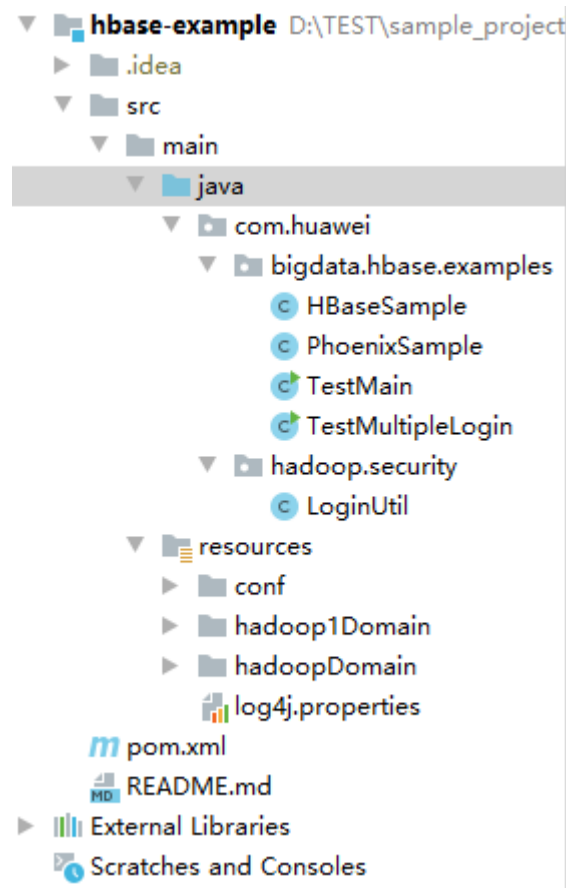 hbase-example D:\TEST\sample_project
.idea
src
main
java
com.huawei
bigdata.hbase.examples
C HBaseSample
C PhoenixSample
C TestMain
C TestMultipleLogin
hadoop.security
C LoginUtil
resources
conf
hadoop1Domain
hadoopDomain
log4j.properties
m pom.xml
MD README.md
External Libraries
Scratches and Consoles